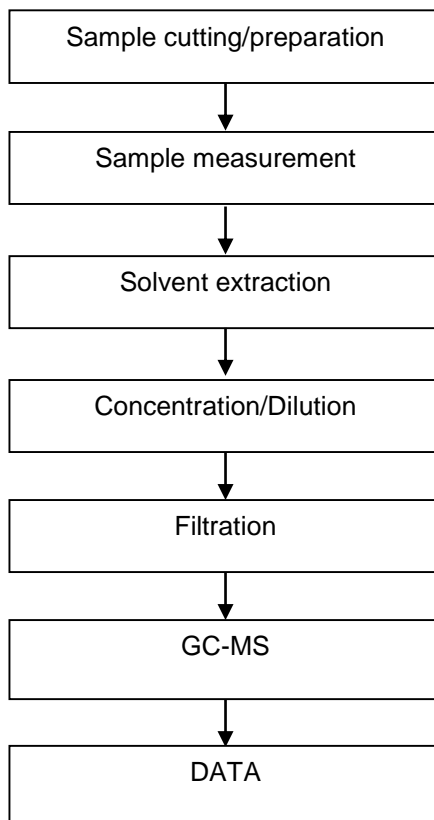 Sample cutting/preparation
Sample measurement
Solvent extraction
Concentration/Dilution
Filtration
GC-MS
DATA